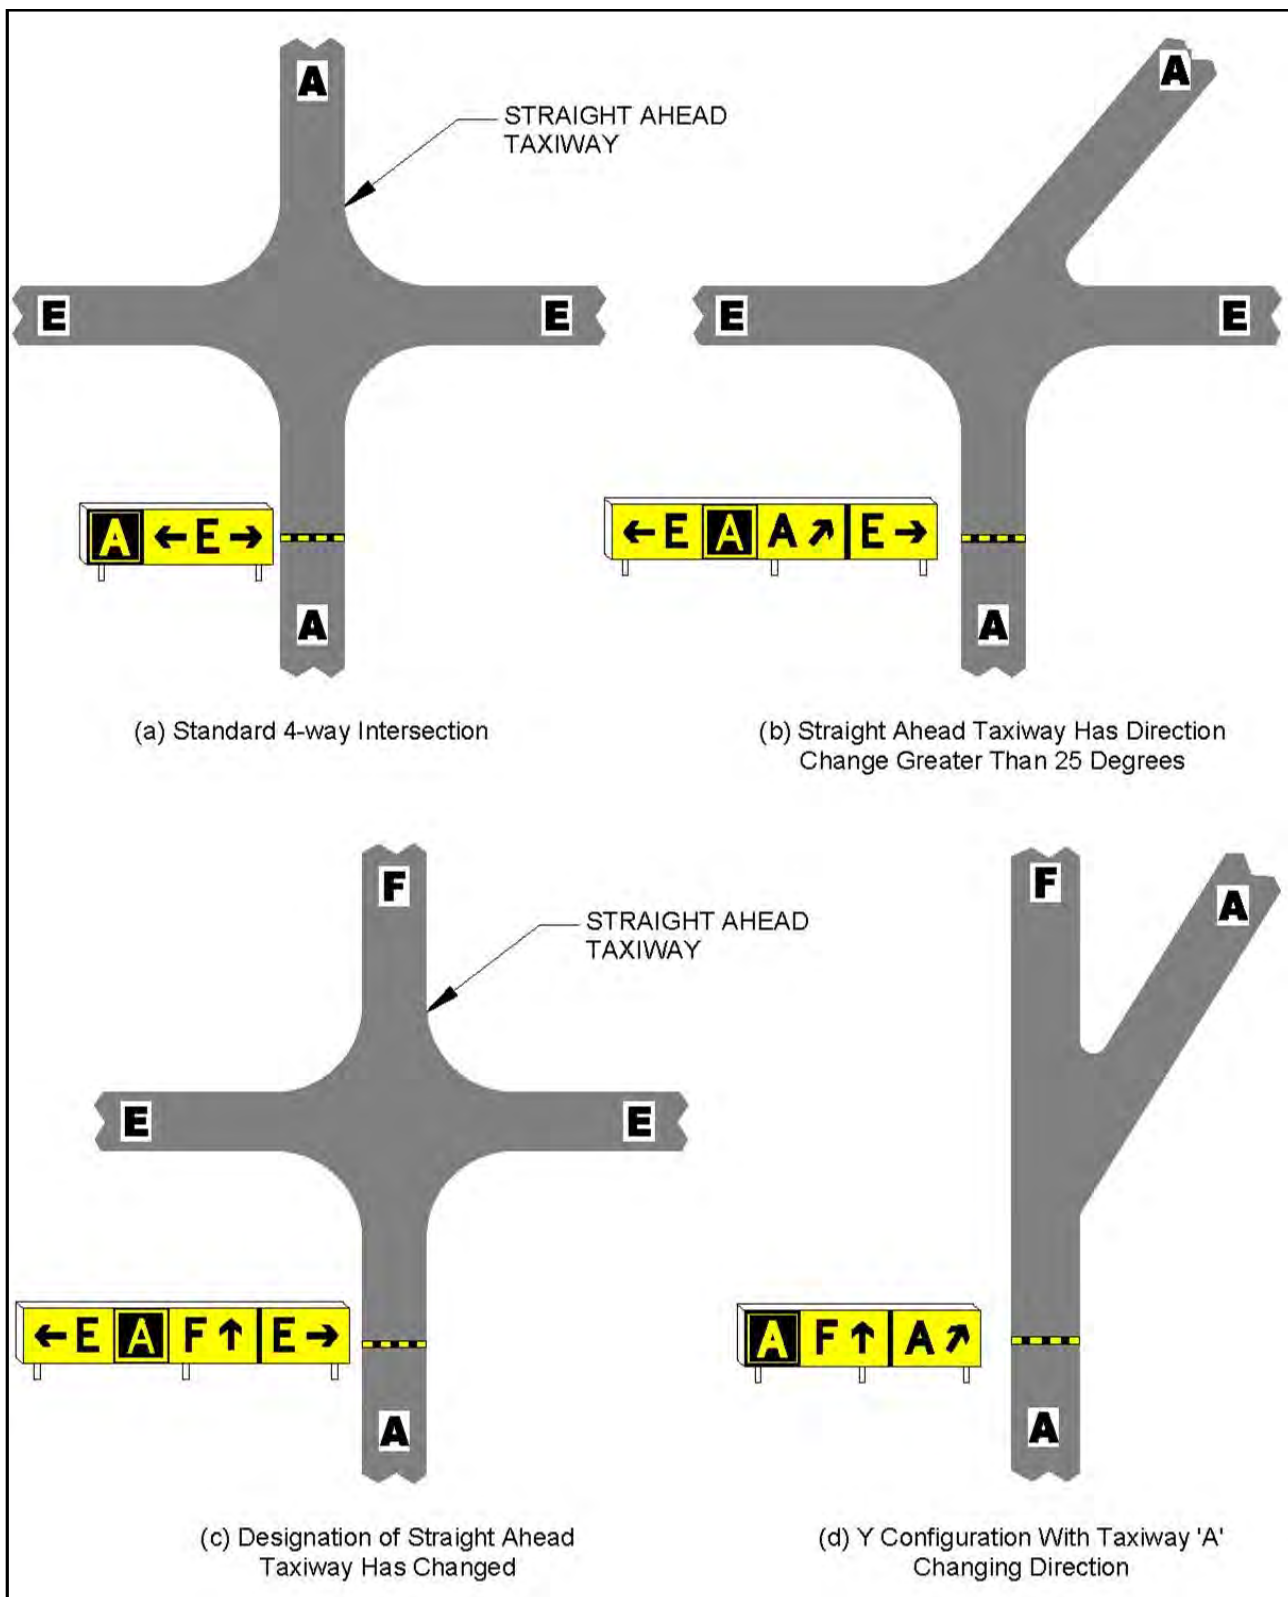 A
STRAIGHT AHEAD
TAXIWAY
E
E
A ← E →
A
(a) Standard 4-way Intersection
A
E
E
← E A A ↗ E →
A
(b) Straight Ahead Taxiway Has Direction
Change Greater Than 25 Degrees
F
STRAIGHT AHEAD
TAXIWAY
E
E
← E A F ↑ E →
A
(c) Designation of Straight Ahead
Taxiway Has Changed
F
A
A F ↑ A ↗
A
(d) Y Configuration With Taxiway 'A'
Changing Direction